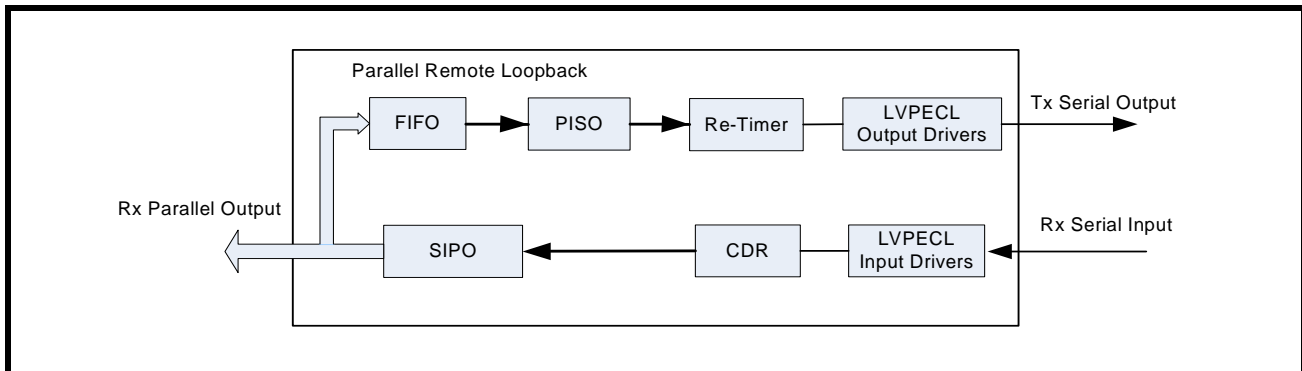 Parallel Remote Loopback
FIFO
PISO
Re-Timer
LVPECL
Output Drivers
Tx Serial Output
Rx Parallel Output
SIPO
CDR
LVPECL
Input Drivers
Rx Serial Input